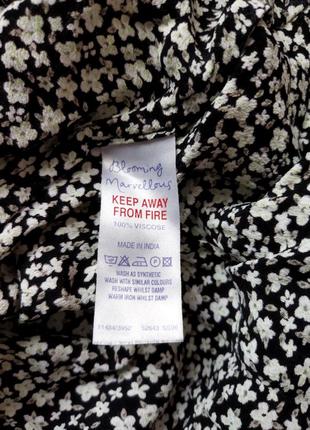 Blooming
Marvellous
KEEP AWAY
FROM FIRE
100% VISCOSE
MADE IN INDIA
WASH AS SYNTHETIC
WASH WITH SIMILAR COLOURS
RESHAPE WHILST DAMP
WARM IRON WHILST DAMP